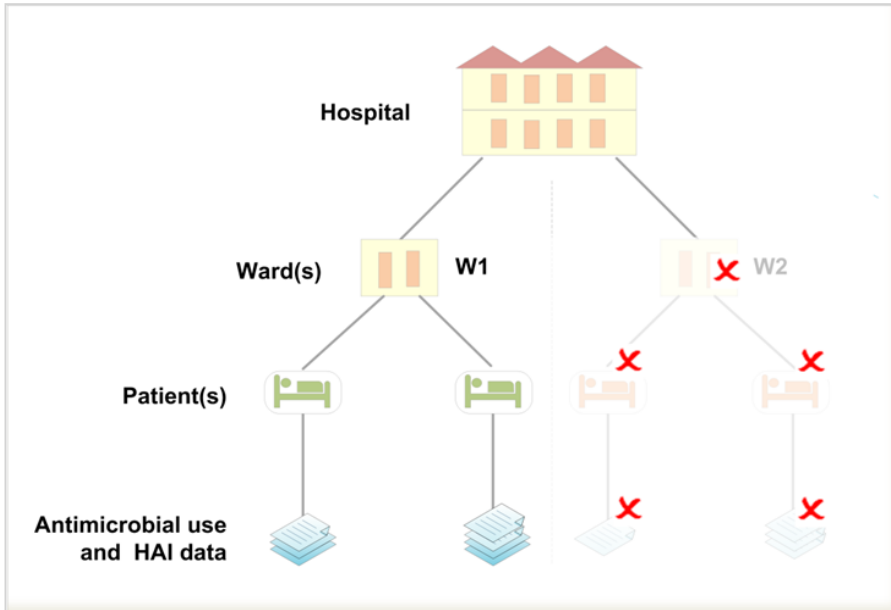 Hospital
Ward(s)
W1
W2
Patient(s)
Antimicrobial use
and HAI data